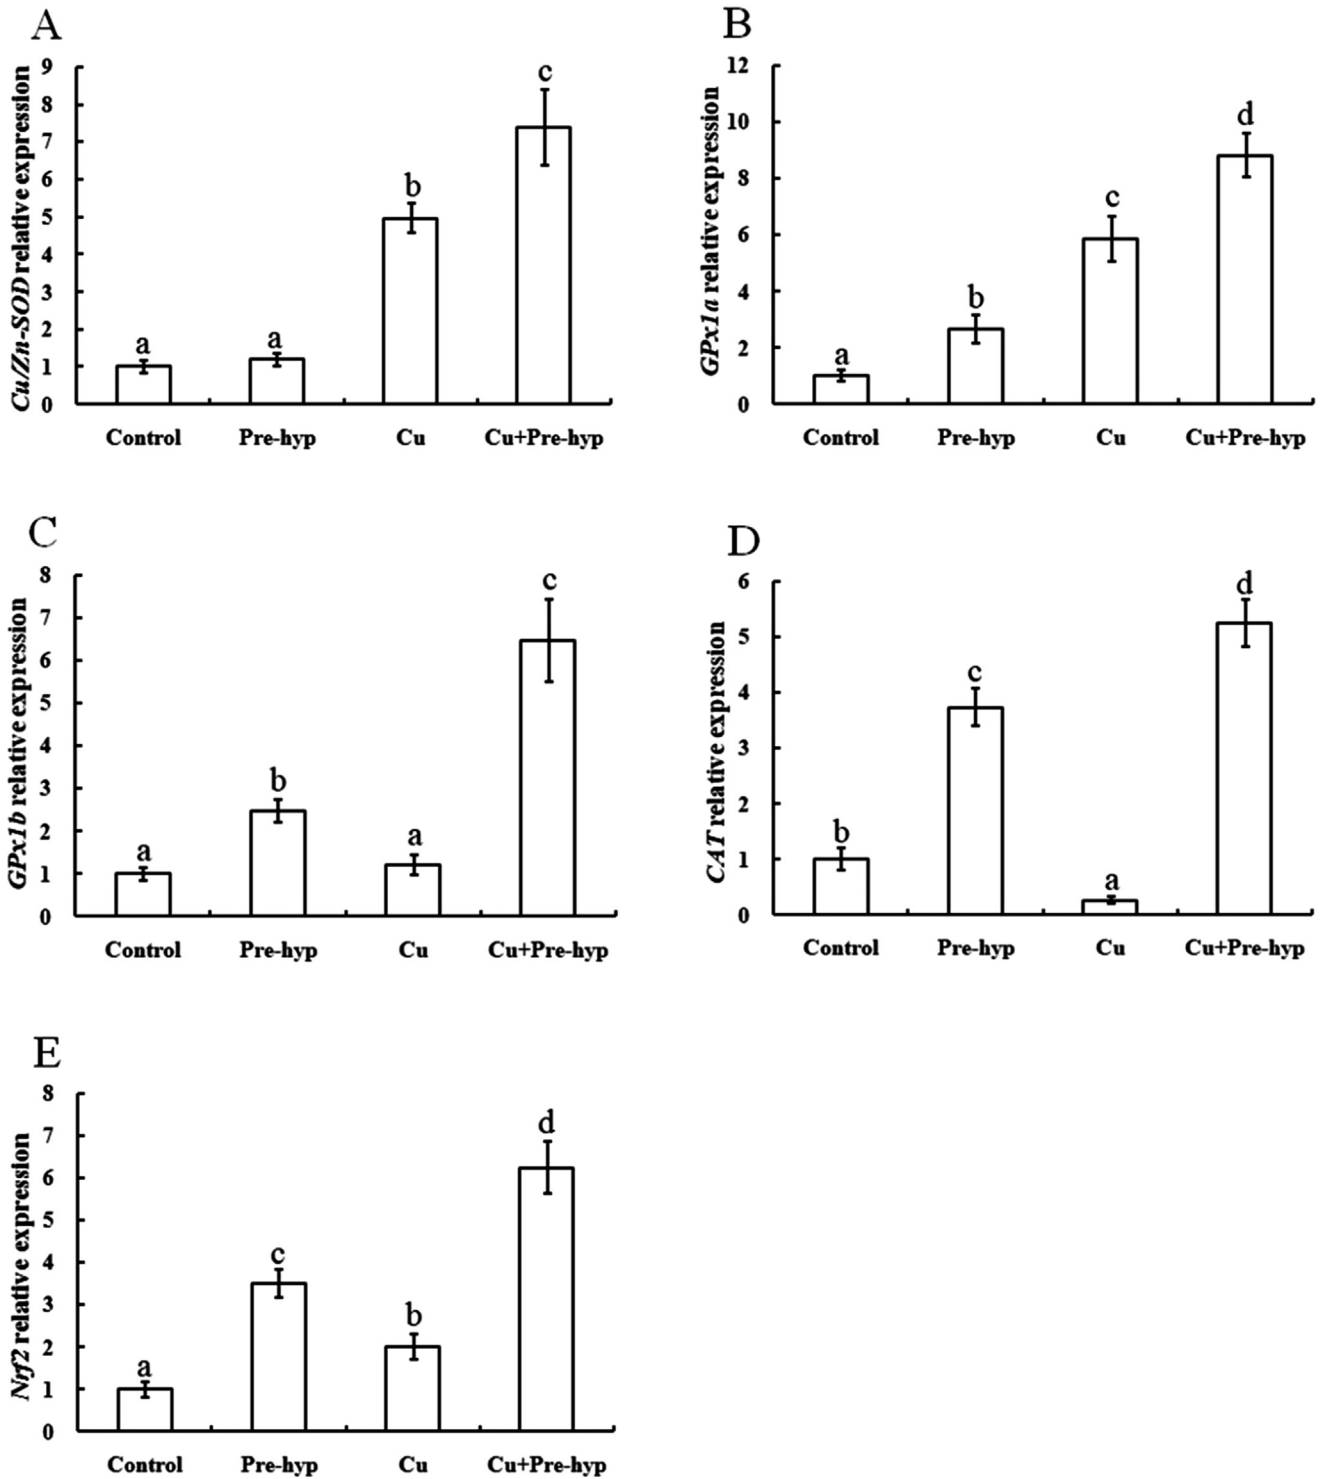 A
Cu/Zn-SOD relative expression
9
8
7
6
5
4
3
2
1
0
a
a
b
c
Control Pre-hyp Cu Cu+Pre-hyp
B
GPx1a relative expression
12
10
8
6
4
2
0
a
b
c
d
Control Pre-hyp Cu Cu+Pre-hyp
C
GPx1b relative expression
8
7
6
5
4
3
2
1
0
a
b
a
c
Control Pre-hyp Cu Cu+Pre-hyp
D
CAT relative expression
6
5
4
3
2
1
0
b
c
a
d
Control Pre-hyp Cu Cu+Pre-hyp
E
Nrf2 relative expression
8
7
6
5
4
3
2
1
0
a
c
b
d
Control Pre-hyp Cu Cu+Pre-hyp